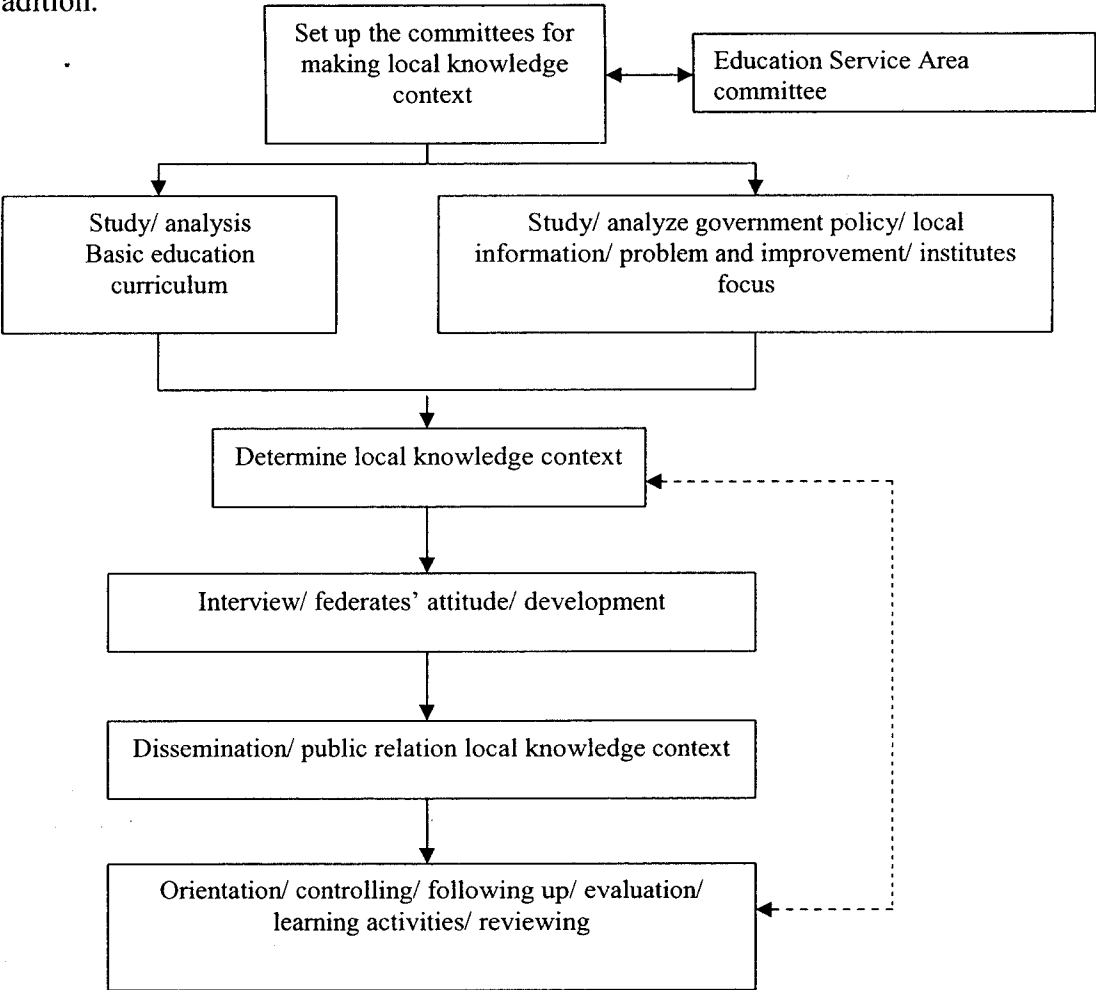 adition.
Set up the committees for
making local knowledge
context
Education Service Area
committee
Study/ analysis
Basic education
curriculum
Study/ analyze government policy/ local
information/ problem and improvement/ institutes
focus
Determine local knowledge context
Interview/ federates’ attitude/ development
Dissemination/ public relation local knowledge context
Orientation/ controlling/ following up/ evaluation/
learning activities/ reviewing